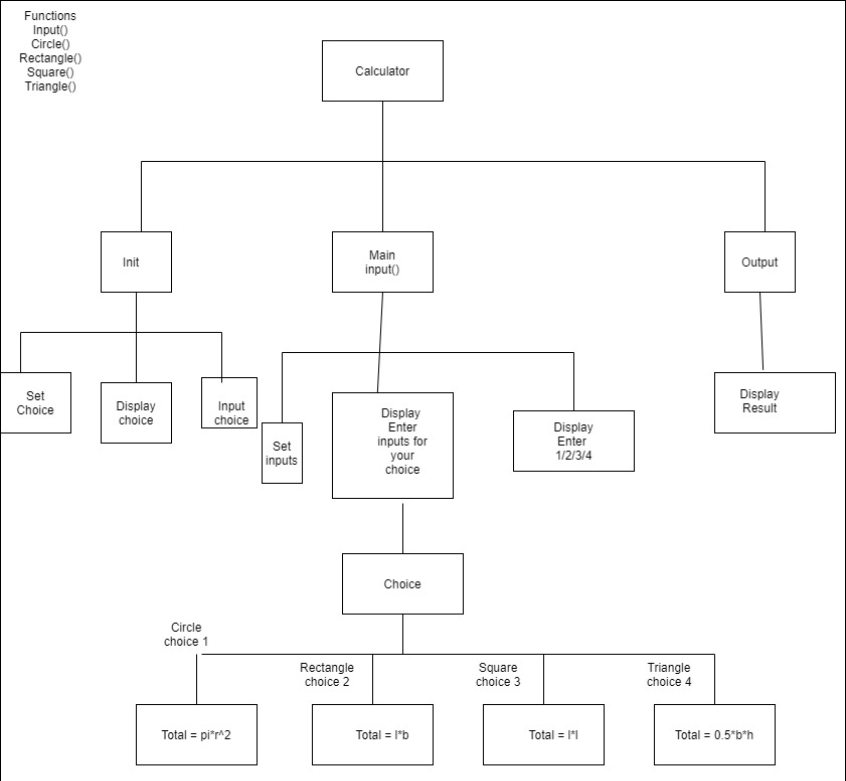 Functions
Input()
Circle()
Rectangle()
Square()
Triangle()
Calculator
Init
Main
input()
Output
Set
Choice
Display
choice
Input
choice
Set
inputs
Display
Enter
inputs for
your
choice
Display
Enter
1/2/3/4
Display
Result
Choice
Circle
choice 1
Rectangle
choice 2
Square
choice 3
Triangle
choice 4
Total = pi*r^2
Total = l*b
Total = l*l
Total = 0.5*b*h